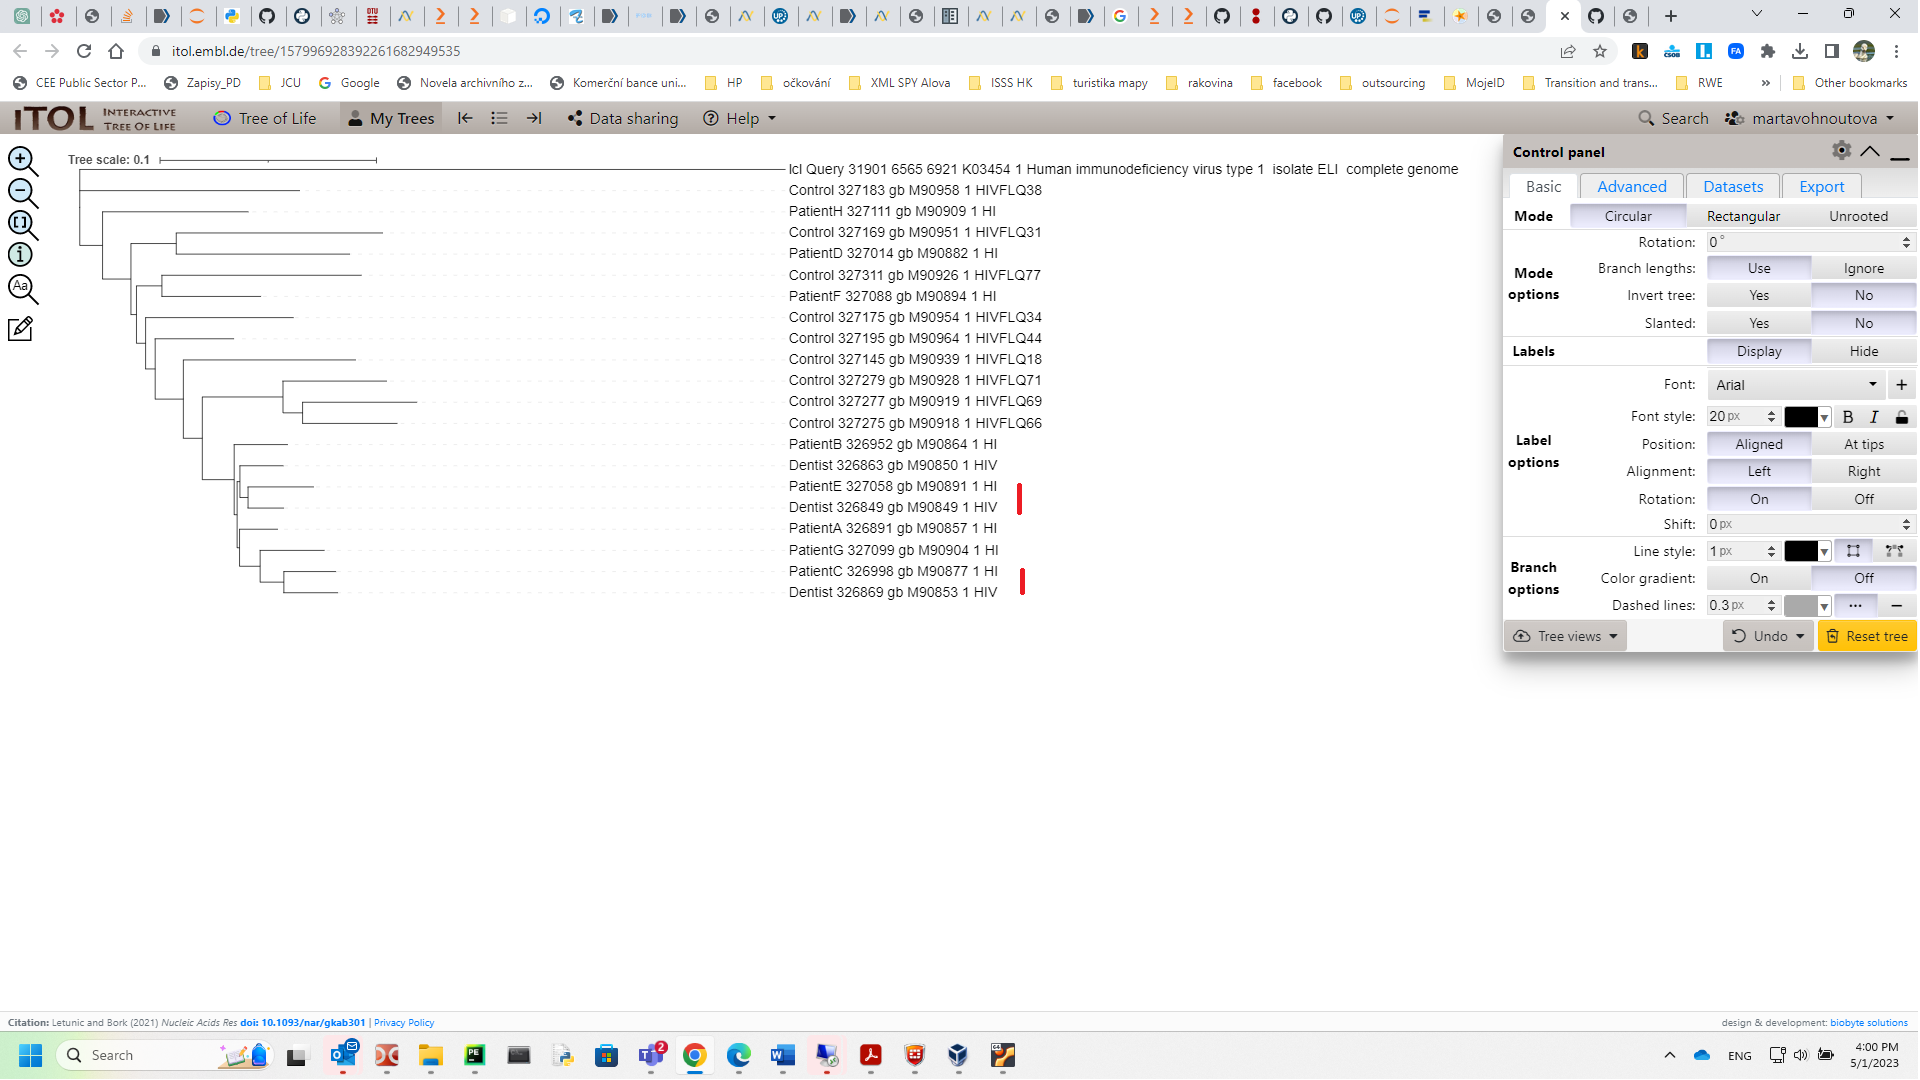 itol.embl.de/tree/157996928392261682949535
CEE Public Sector P... Zapisy_PD JCU Google Novela archivního z... Komerční bance uni... HP očkování XML SPY Alova ISSS HK turistika mapy rakovina facebook outsourcing MojeID Transition and trans... RWE » Other bookmarks
iTOL INTERACTIVE TREE OF LIFE Tree of Life My Trees Data sharing Help Search martavohnoutova
Tree scale: 0.1
lcl Query 31901 6565 6921 K03454 1 Human immunodeficiency virus type 1 isolate ELI complete genome
Control 327183 gb M90958 1 HIVFLQ38
PatientH 327111 gb M90909 1 HI
Control 327169 gb M90951 1 HIVFLQ31
PatientD 327014 gb M90882 1 HI
Control 327311 gb M90926 1 HIVFLQ77
PatientF 327088 gb M90894 1 HI
Control 327175 gb M90954 1 HIVFLQ34
Control 327195 gb M90964 1 HIVFLQ44
Control 327145 gb M90939 1 HIVFLQ18
Control 327279 gb M90928 1 HIVFLQ71
Control 327277 gb M90919 1 HIVFLQ69
Control 327275 gb M90918 1 HIVFLQ66
PatientB 326952 gb M90864 1 HI
Dentist 326863 gb M90850 1 HIV
PatientE 327058 gb M90891 1 HI
Dentist 326849 gb M90849 1 HIV
PatientA 326891 gb M90857 1 HI
PatientG 327099 gb M90904 1 HI
PatientC 326998 gb M90877 1 HI
Dentist 326869 gb M90853 1 HIV
Control panel
Basic Advanced Datasets Export
Mode Circular Rectangular Unrooted
Mode options
Rotation: 0 °
Branch lengths: Use Ignore
Invert tree: Yes No
Slanted: Yes No
Labels Display Hide
Label options
Font: Arial +
Font style: 20 px B I
Position: Aligned At tips
Alignment: Left Right
Rotation: On Off
Shift: 0 px
Branch options
Line style: 1 px
Color gradient: On Off
Dashed lines: 0.3 px
Tree views Undo Reset tree
Aa
Citation: Letunic and Bork (2021) Nucleic Acids Res doi: 10.1093/nar/gkab301 | Privacy Policy
design & development: biobyte solutions
Search 2 ENG 4:00 PM
5/1/2023